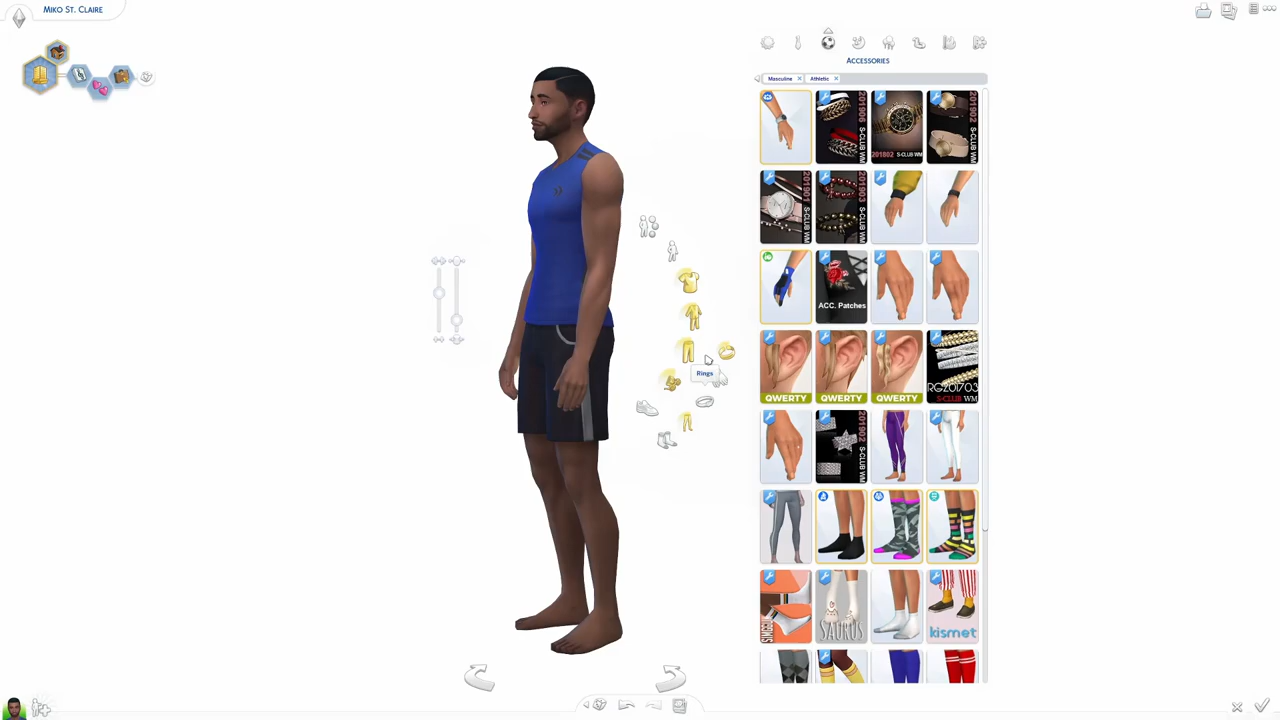 MIKO ST. CLAIRE
ACCESSORIES
Masculine
Athletic
201906 S-CLUB WM
201802 S-CLUB WM
201902 S-CLUB WM
201901 S-CLUB WM
201903 S-CLUB WM
ACC. Patches
QWERTY
QWERTY
QWERTY
RG201703
S-CLUB WM
201902 S-CLUB WM
Rings
SAURUS
kismet